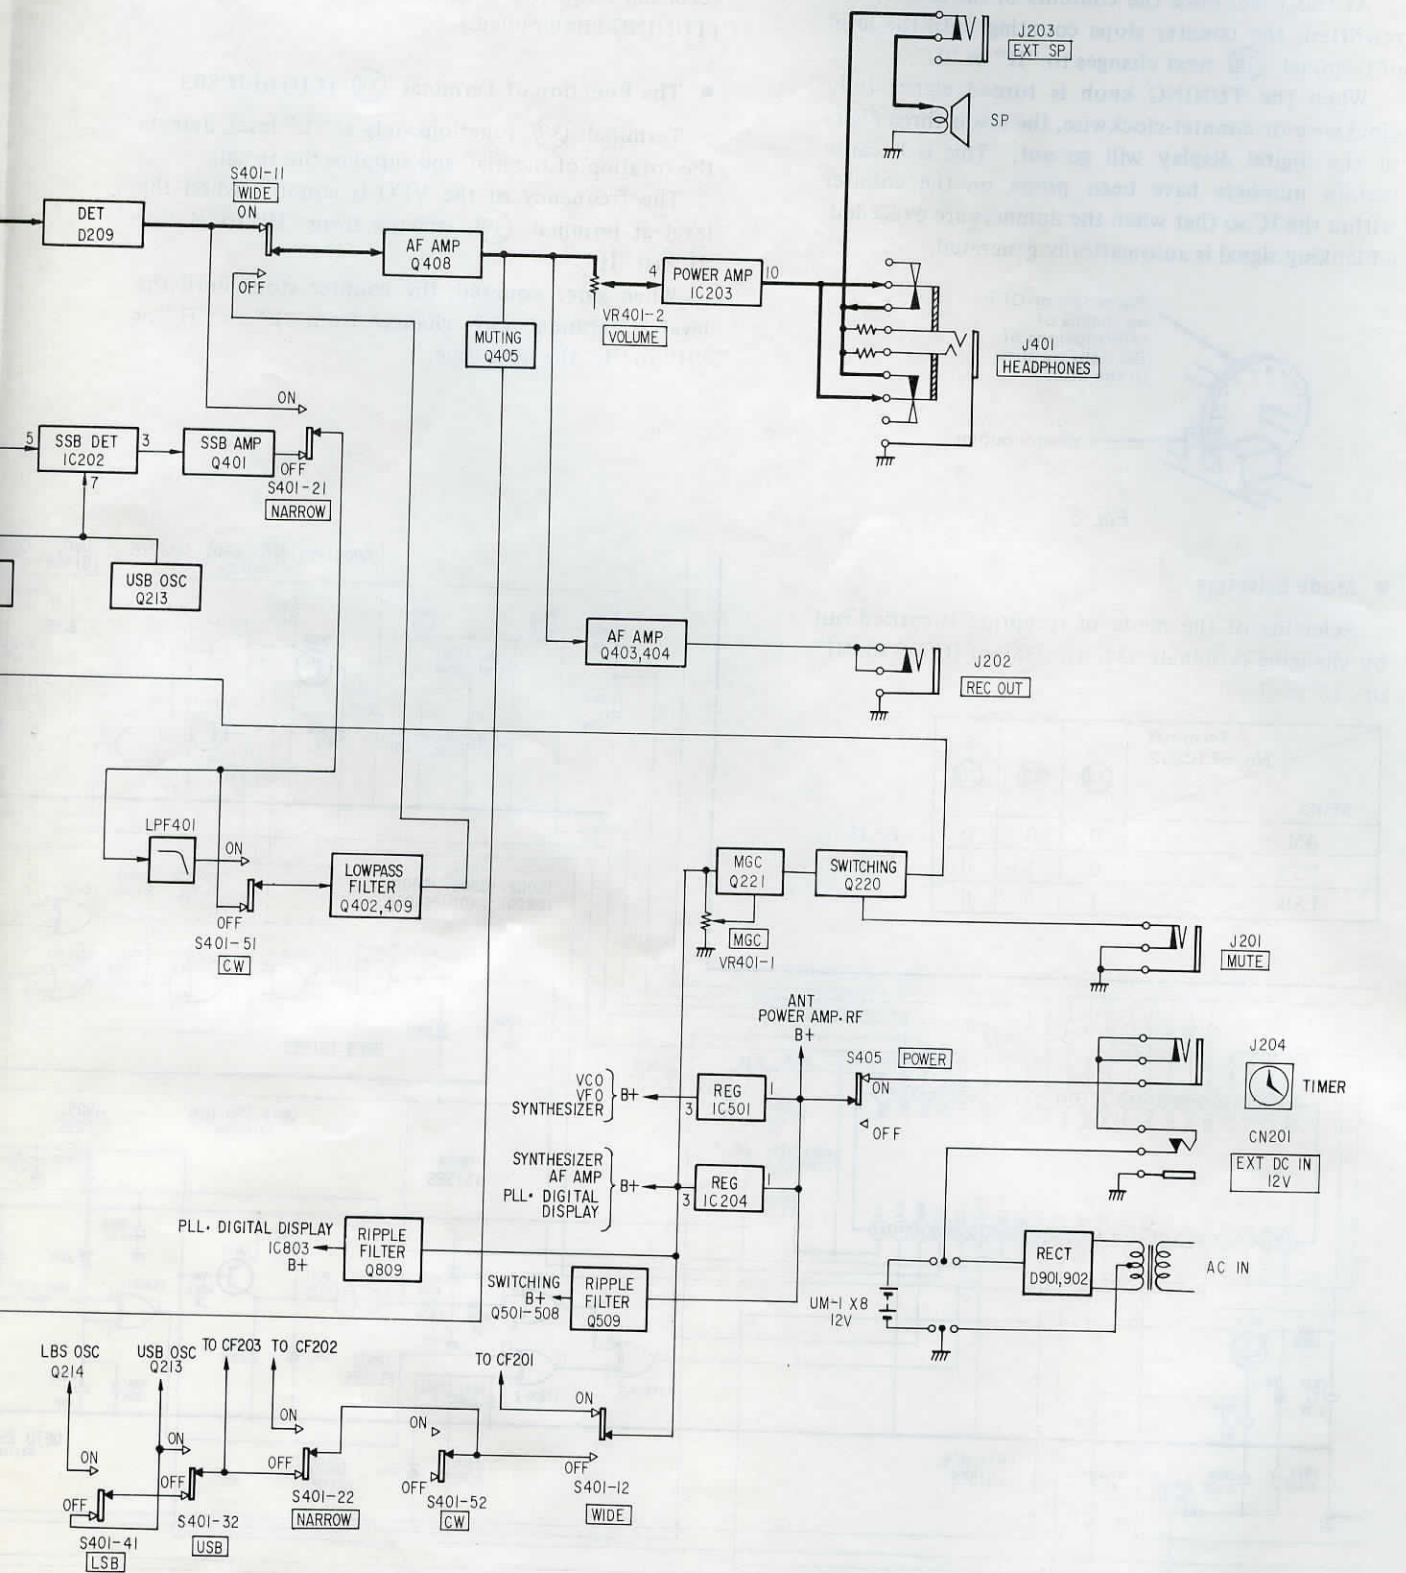 J203
EXT SP
SP
S401-11
WIDE
ON
OFF
DET
D209
AF AMP
Q408
4
POWER AMP
IC203
10
VR401-2
VOLUME
MUTING
Q405
J401
HEADPHONES
ON
5
SSB DET
IC202
3
7
SSB AMP
Q401
OFF
S401-21
NARROW
USB OSC
Q213
AF AMP
Q403,404
J202
REC OUT
LPF401
ON
LOWPASS
FILTER
Q402,409
OFF
S401-51
CW
MGC
Q221
SWITCHING
Q220
MGC
VR401-1
J201
MUTE
ANT
POWER AMP·RF
B+
S405
POWER
ON
OFF
J204
TIMER
VCO
VFO
SYNTHESIZER
B+
3
REG
IC501
1
CN201
EXT DC IN
12V
SYNTHESIZER
AF AMP
PLL· DIGITAL
DISPLAY
B+
3
REG
IC204
1
PLL· DIGITAL DISPLAY
IC803
B+
RIPPLE
FILTER
Q809
SWITCHING
B+
Q501-508
RIPPLE
FILTER
Q509
RECT
D901,902
AC IN
UM-1 X8
12V
LBS OSC
Q214
USB OSC
Q213
TO CF203
TO CF202
TO CF201
ON
OFF
S401-41
LSB
ON
OFF
S401-32
USB
ON
OFF
S401-22
NARROW
ON
OFF
S401-52
CW
ON
OFF
S401-12
WIDE